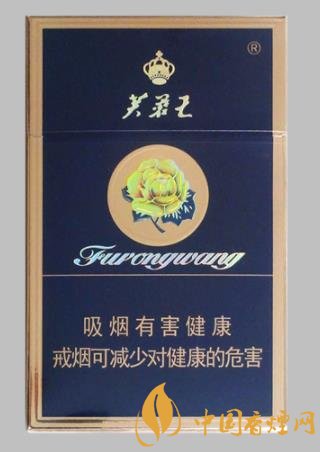 ®
芙蓉王
Furongwang
吸烟有害健康
戒烟可减少对健康的危害
中国香烟网